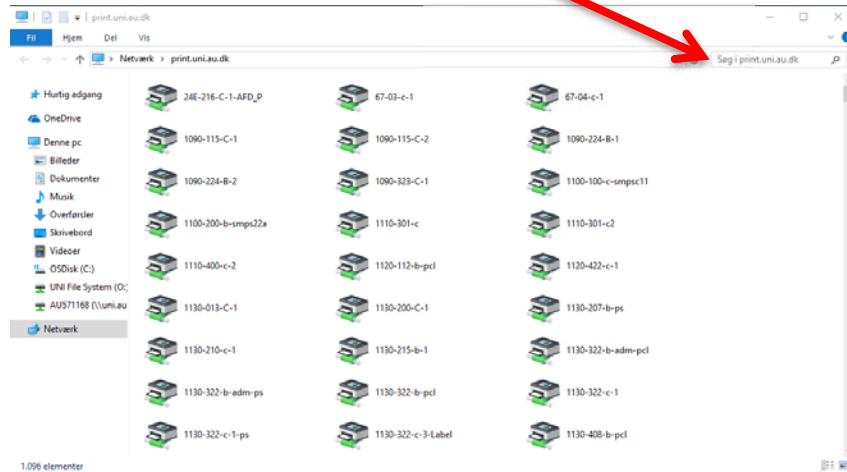 print.uni.au.dk
Fil Hjem Del Vis
Netværk > print.uni.au.dk
Søg i print.uni.au.dk
Hurtig adgang
OneDrive
Denne pc
Billeder
Dokumenter
Musik
Overførsler
Skrivebord
Videoer
OSDisk (C:)
UNI File System (O:)
AU571168 (\\uni.au
Netværk
24E-216-C-1-AFD_P 67-03-c-1 67-04-c-1
1090-115-C-1 1090-115-C-2 1090-224-B-1
1090-224-B-2 1090-323-C-1 1100-100-c-smpsc11
1100-200-b-smps22a 1110-301-c 1110-301-c2
1110-400-c-2 1120-112-b-pcl 1120-422-c-1
1130-013-C-1 1130-200-C-1 1130-207-b-ps
1130-210-c-1 1130-215-b-1 1130-322-b-adm-pcl
1130-322-b-adm-ps 1130-322-b-pcl 1130-322-c-1
1130-322-c-1-ps 1130-322-c-3-Label 1130-408-b-pcl
1.096 elementer